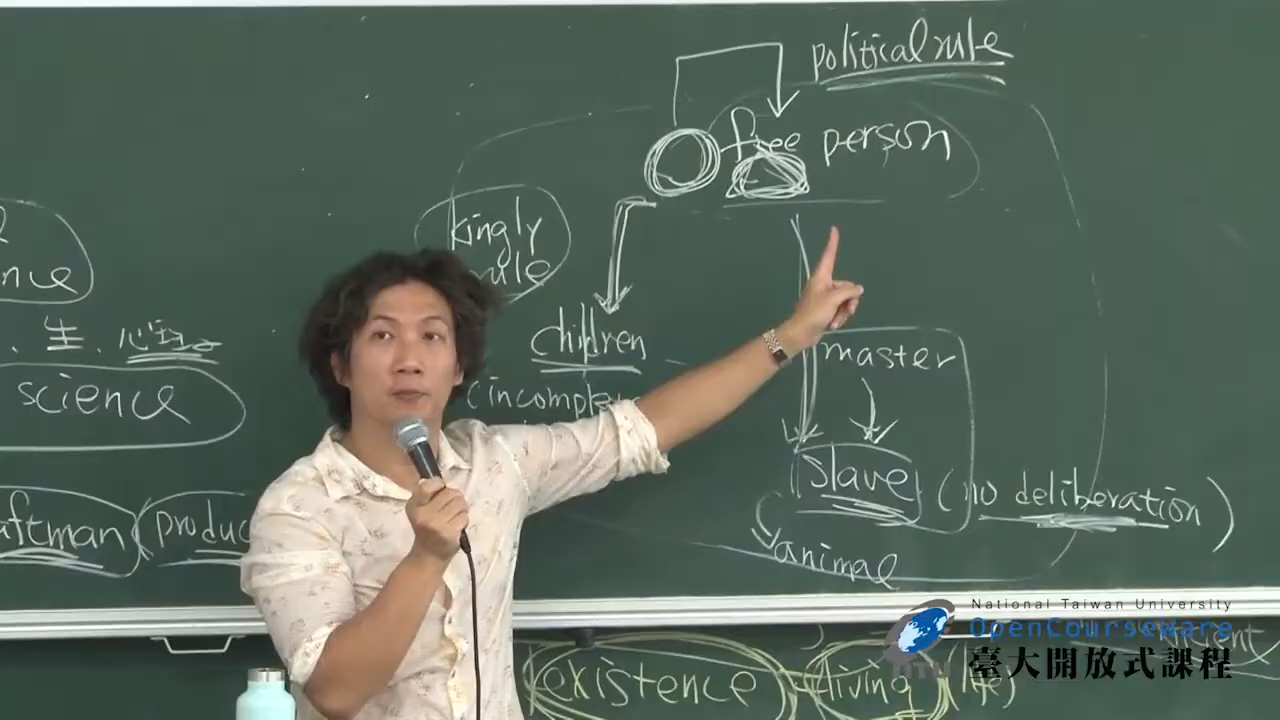 political rule
free person
kingly
rule
children
(incomple
master
slave (no deliberation)
animal
、生、心理
science
aftman
produc
existence living (life)
National Taiwan University
OpenCourseWare
臺大開放式課程